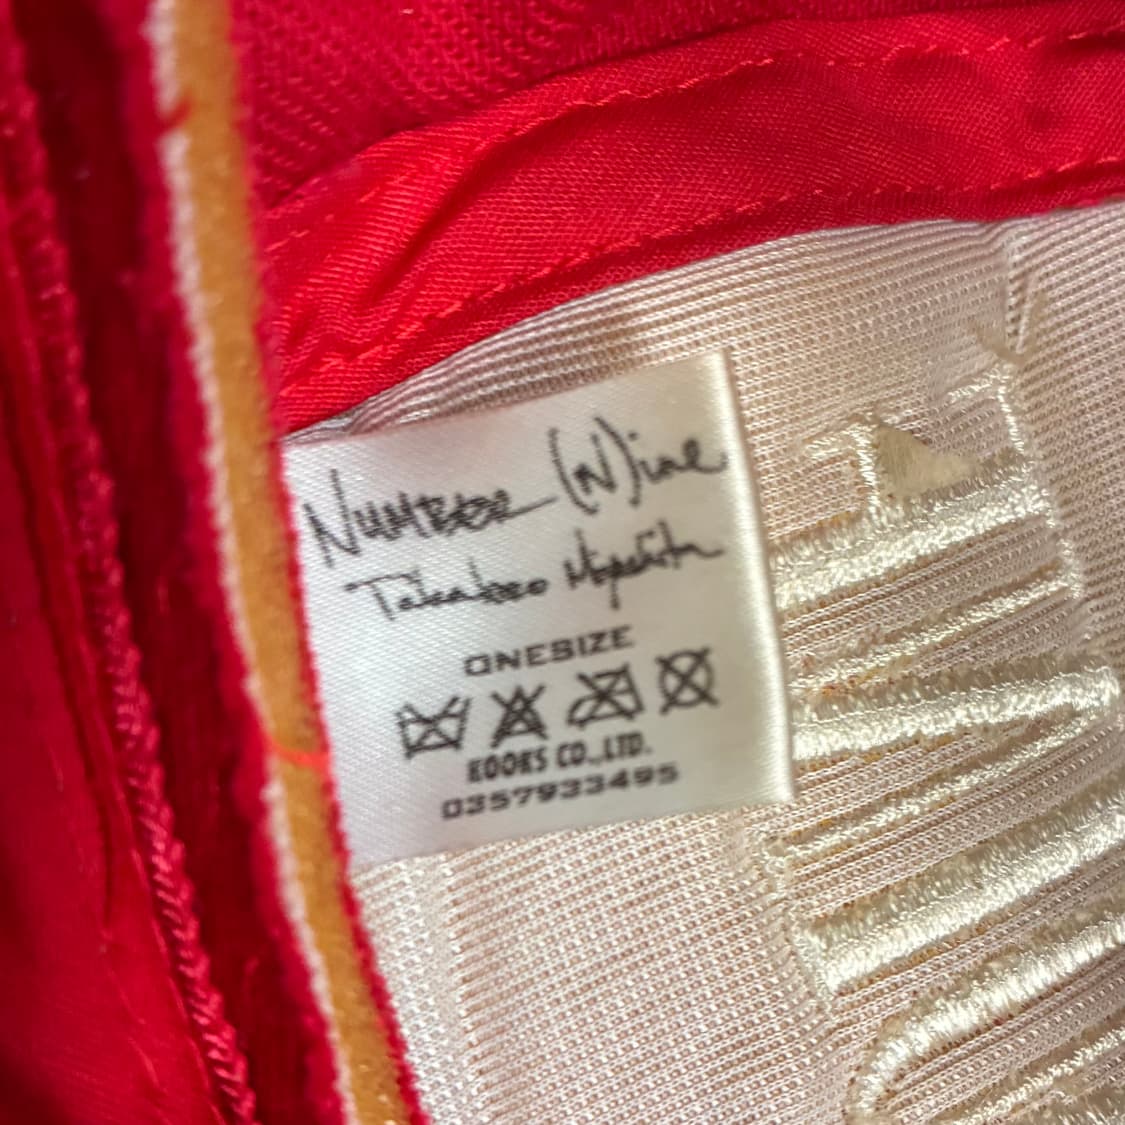 NUMBER (N)ine
Takahiro Miyashita
ONESIZE
KOOKS CO.,LTD.
0357933495